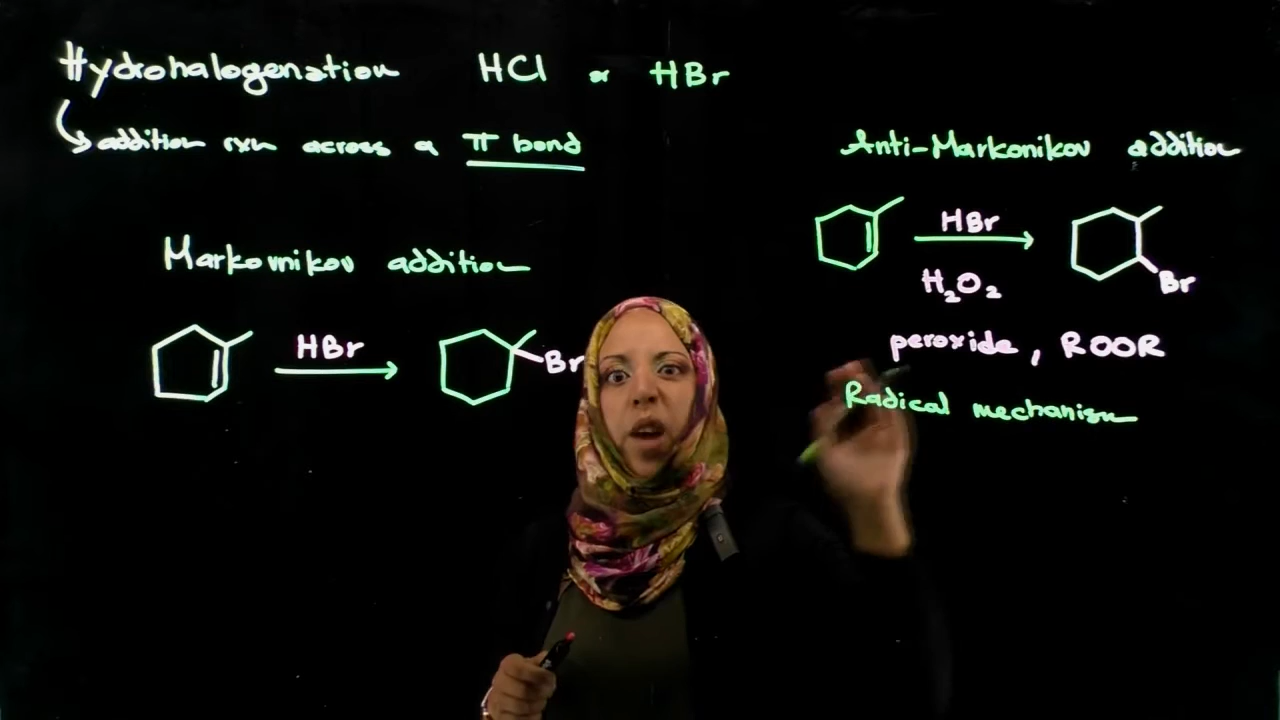 Hydrohalogenation HCl or HBr
addition rxn across a π bond
Markovnikov addition
HBr
Br
Anti-Markonikov addition
HBr
H₂O₂
Br
peroxide, ROOR
Radical mechanism